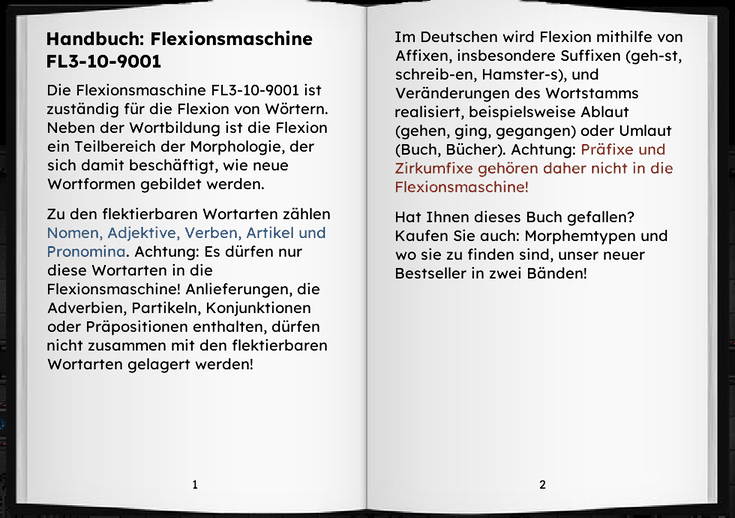 Handbuch: Flexionsmaschine
FL3-10-9001
Die Flexionsmaschine FL3-10-9001 ist
zuständig für die Flexion von Wörtern.
Neben der Wortbildung ist die Flexion
ein Teilbereich der Morphologie, der
sich damit beschäftigt, wie neue
Wortformen gebildet werden.
Zu den flektierbaren Wortarten zählen
Nomen, Adjektive, Verben, Artikel und
Pronomina. Achtung: Es dürfen nur
diese Wortarten in die
Flexionsmaschine! Anlieferungen, die
Adverbien, Partikeln, Konjunktionen
oder Präpositionen enthalten, dürfen
nicht zusammen mit den flektierbaren
Wortarten gelagert werden!
1
Im Deutschen wird Flexion mithilfe von
Affixen, insbesondere Suffixen (geh-st,
schreib-en, Hamster-s), und
Veränderungen des Wortstamms
realisiert, beispielsweise Ablaut
(gehen, ging, gegangen) oder Umlaut
(Buch, Bücher). Achtung: Präfixe und
Zirkumfixe gehören daher nicht in die
Flexionsmaschine!
Hat Ihnen dieses Buch gefallen?
Kaufen Sie auch: Morphemtypen und
wo sie zu finden sind, unser neuer
Bestseller in zwei Bänden!
2